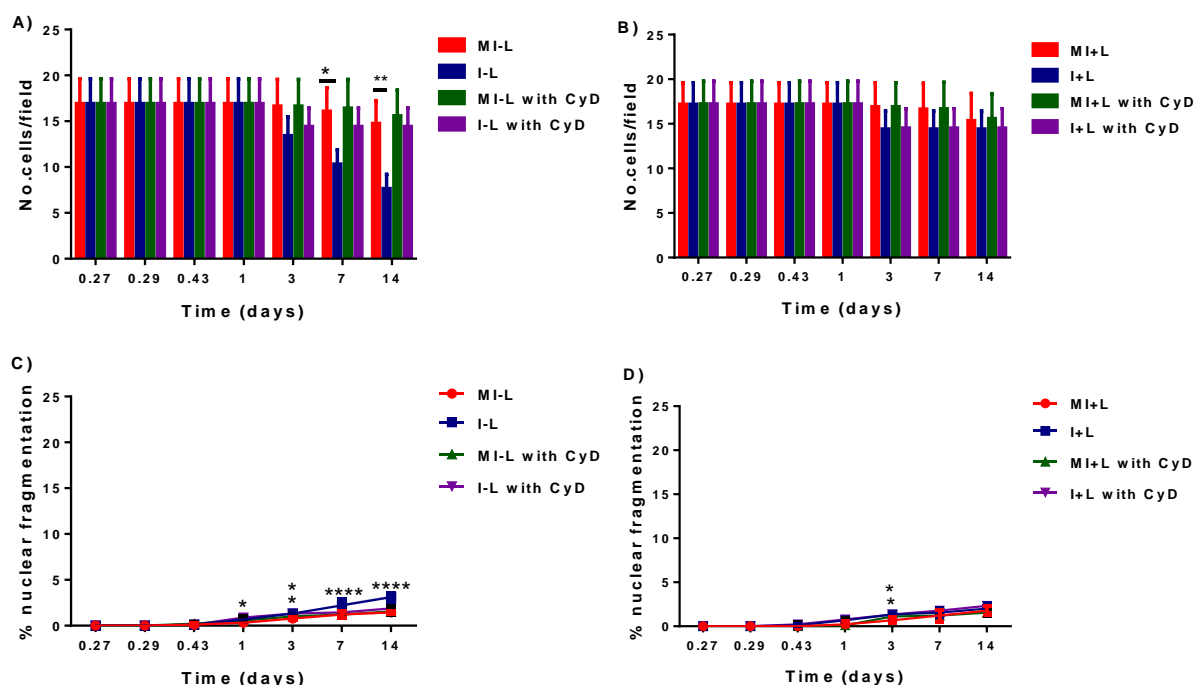 A)
No.cells/field
25
20
15
10
5
0
* **
0.27 0.29 0.43 1 3 7 14
Time (days)
MI-L
I-L
MI-L with CyD
I-L with CyD
B)
No.cells/field
25
20
15
10
5
0
0.27 0.29 0.43 1 3 7 14
Time (days)
MI+L
I+L
MI+L with CyD
I+L with CyD
C)
% nuclear fragmentation
25
20
15
10
5
0
* ** **** ****
0.27 0.29 0.43 1 3 7 14
Time (days)
MI-L
I-L
MI-L with CyD
I-L with CyD
D)
% nuclear fragmentation
25
20
15
10
5
0
**
0.27 0.29 0.43 1 3 7 14
Time (days)
MI+L
I+L
MI+L with CyD
I+L with CyD